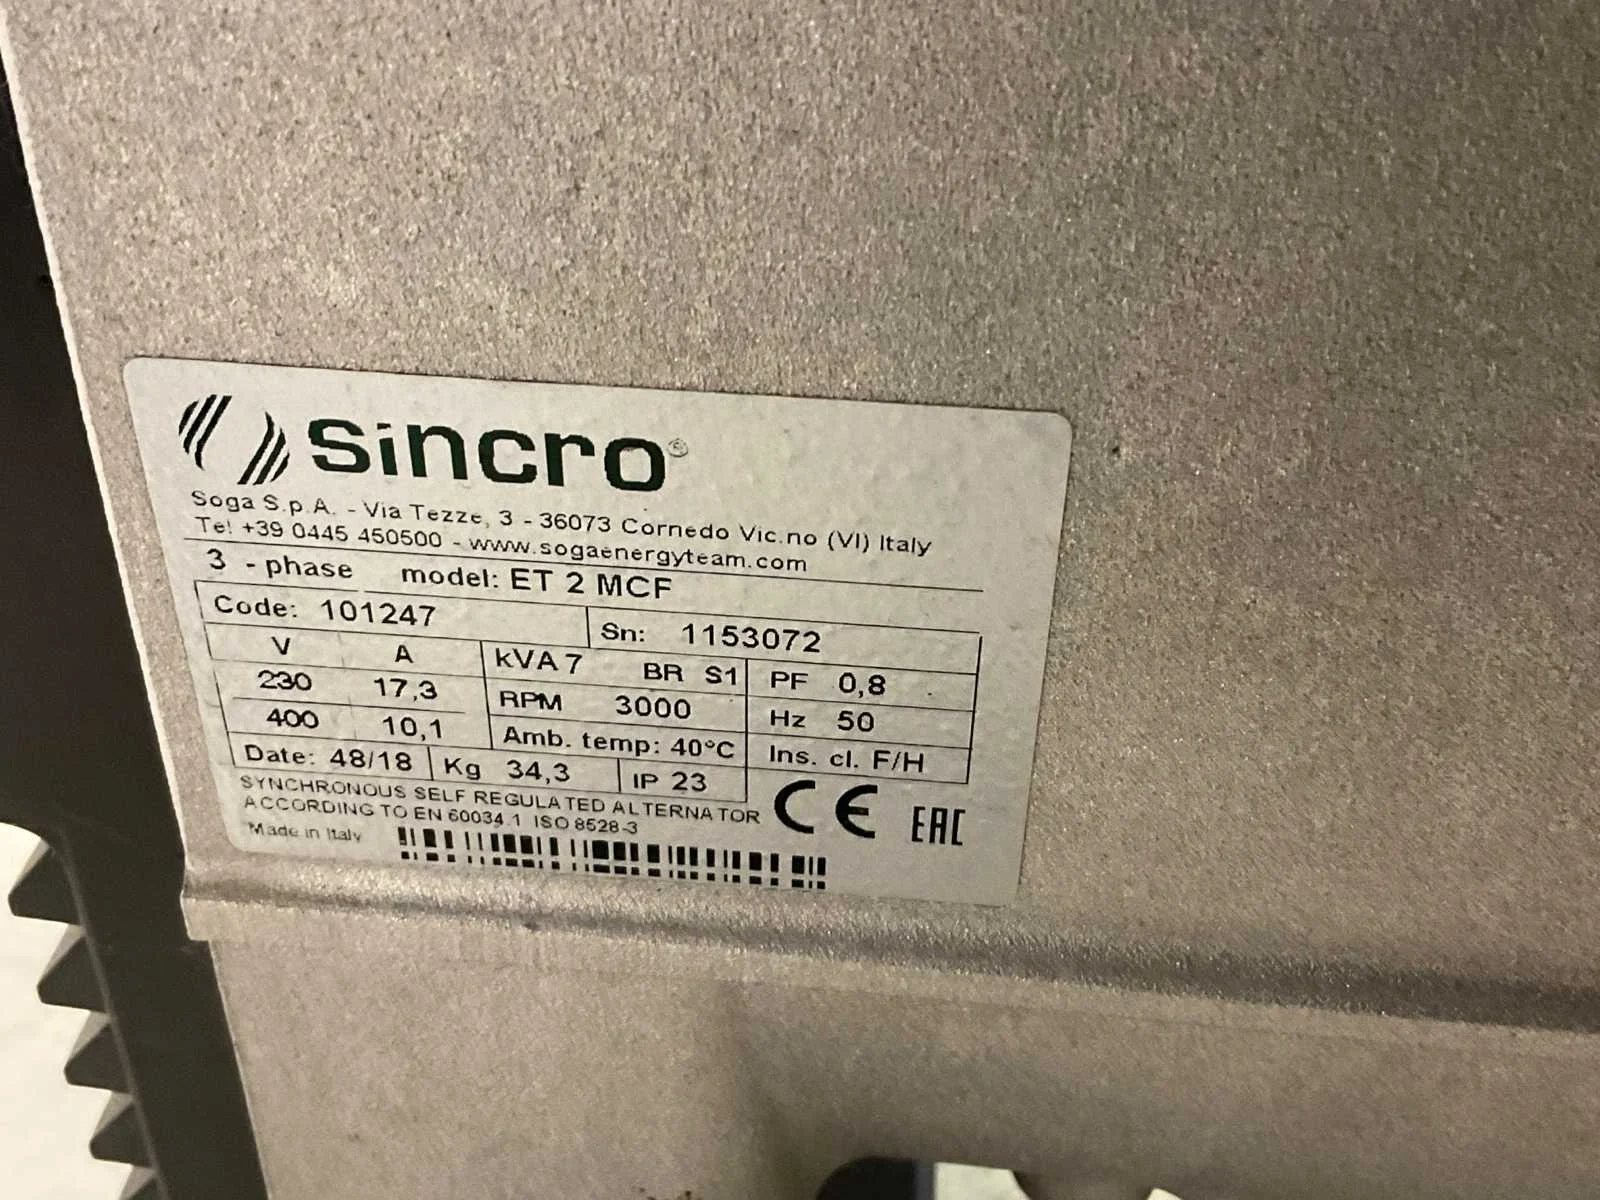 sincro®
Soga S.p.A. - Via Tezze, 3 - 36073 Cornedo Vic.no (VI) Italy
Tel +39 0445 450500 - www.sogaenergyteam.com
3 - phase model: ET 2 MCF
Code: 101247 Sn: 1153072
V A kVA 7 BR S1 PF 0,8
230 17,3 RPM 3000 Hz 50
400 10,1 Amb. temp: 40°C Ins. cl. F/H
Date: 48/18 Kg 34,3 IP 23
SYNCHRONOUS SELF REGULATED ALTERNATOR
ACCORDING TO EN 60034.1 ISO 8528-3
CE EAC
Made in Italy